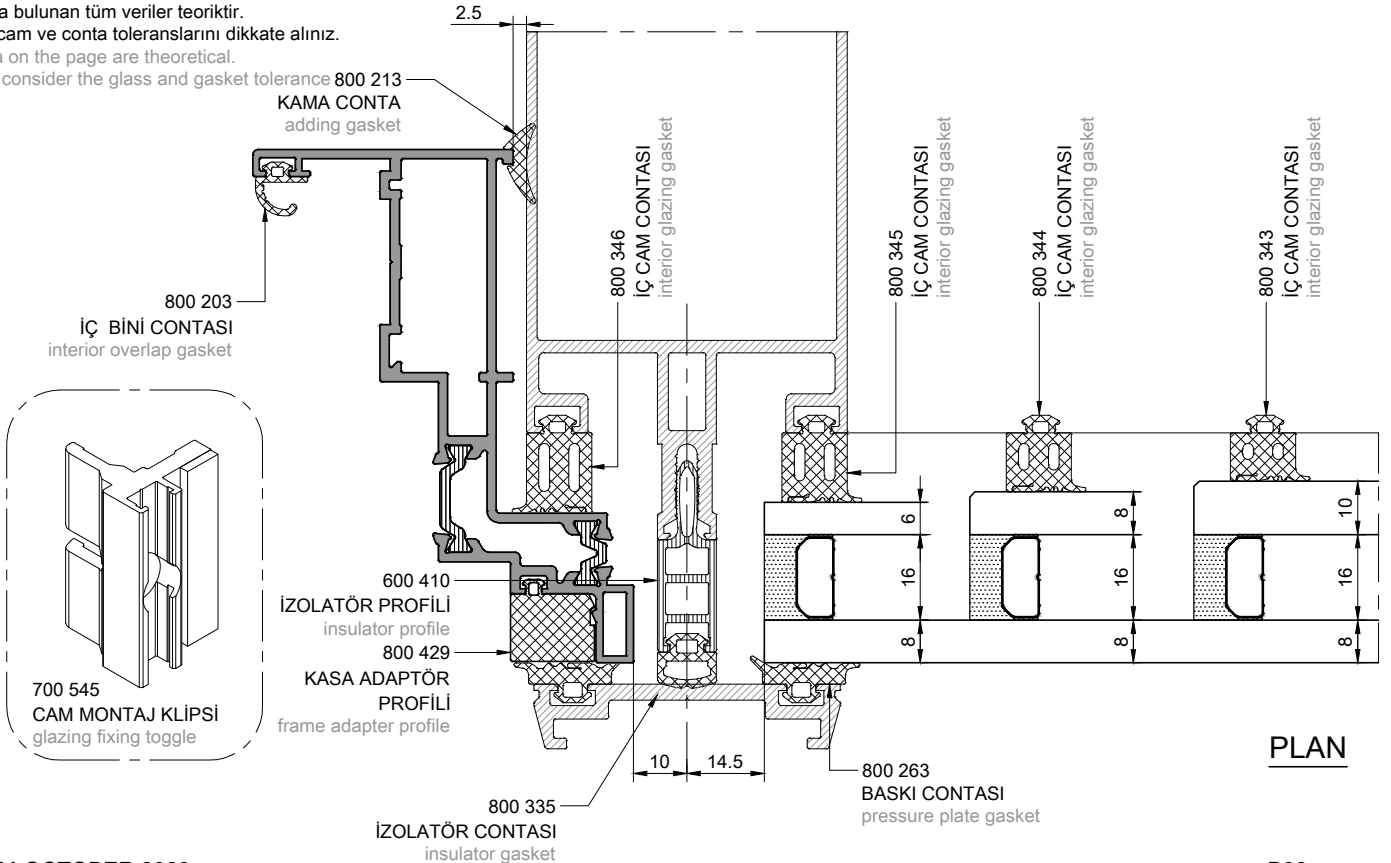 a bulunan tüm veriler teoriktir.
cam ve conta toleranslarını dikkate alınız.
on the page are theoretical.
consider the glass and gasket tolerance
2.5
800 213
KAMA CONTA
adding gasket
800 203
İÇ BİNİ CONTASI
interior overlap gasket
800 346
İÇ CAM CONTASI
interior glazing gasket
800 345
İÇ CAM CONTASI
interior glazing gasket
800 344
İÇ CAM CONTASI
interior glazing gasket
800 343
İÇ CAM CONTASI
interior glazing gasket
6
16
8
8
16
8
10
16
8
700 545
CAM MONTAJ KLİPSİ
glazing fixing toggle
600 410
İZOLATÖR PROFİLİ
insulator profile
800 429
KASA ADAPTÖR
PROFİLİ
frame adapter profile
10
14.5
800 335
İZOLATÖR CONTASI
insulator gasket
800 263
BASKI CONTASI
pressure plate gasket
PLAN